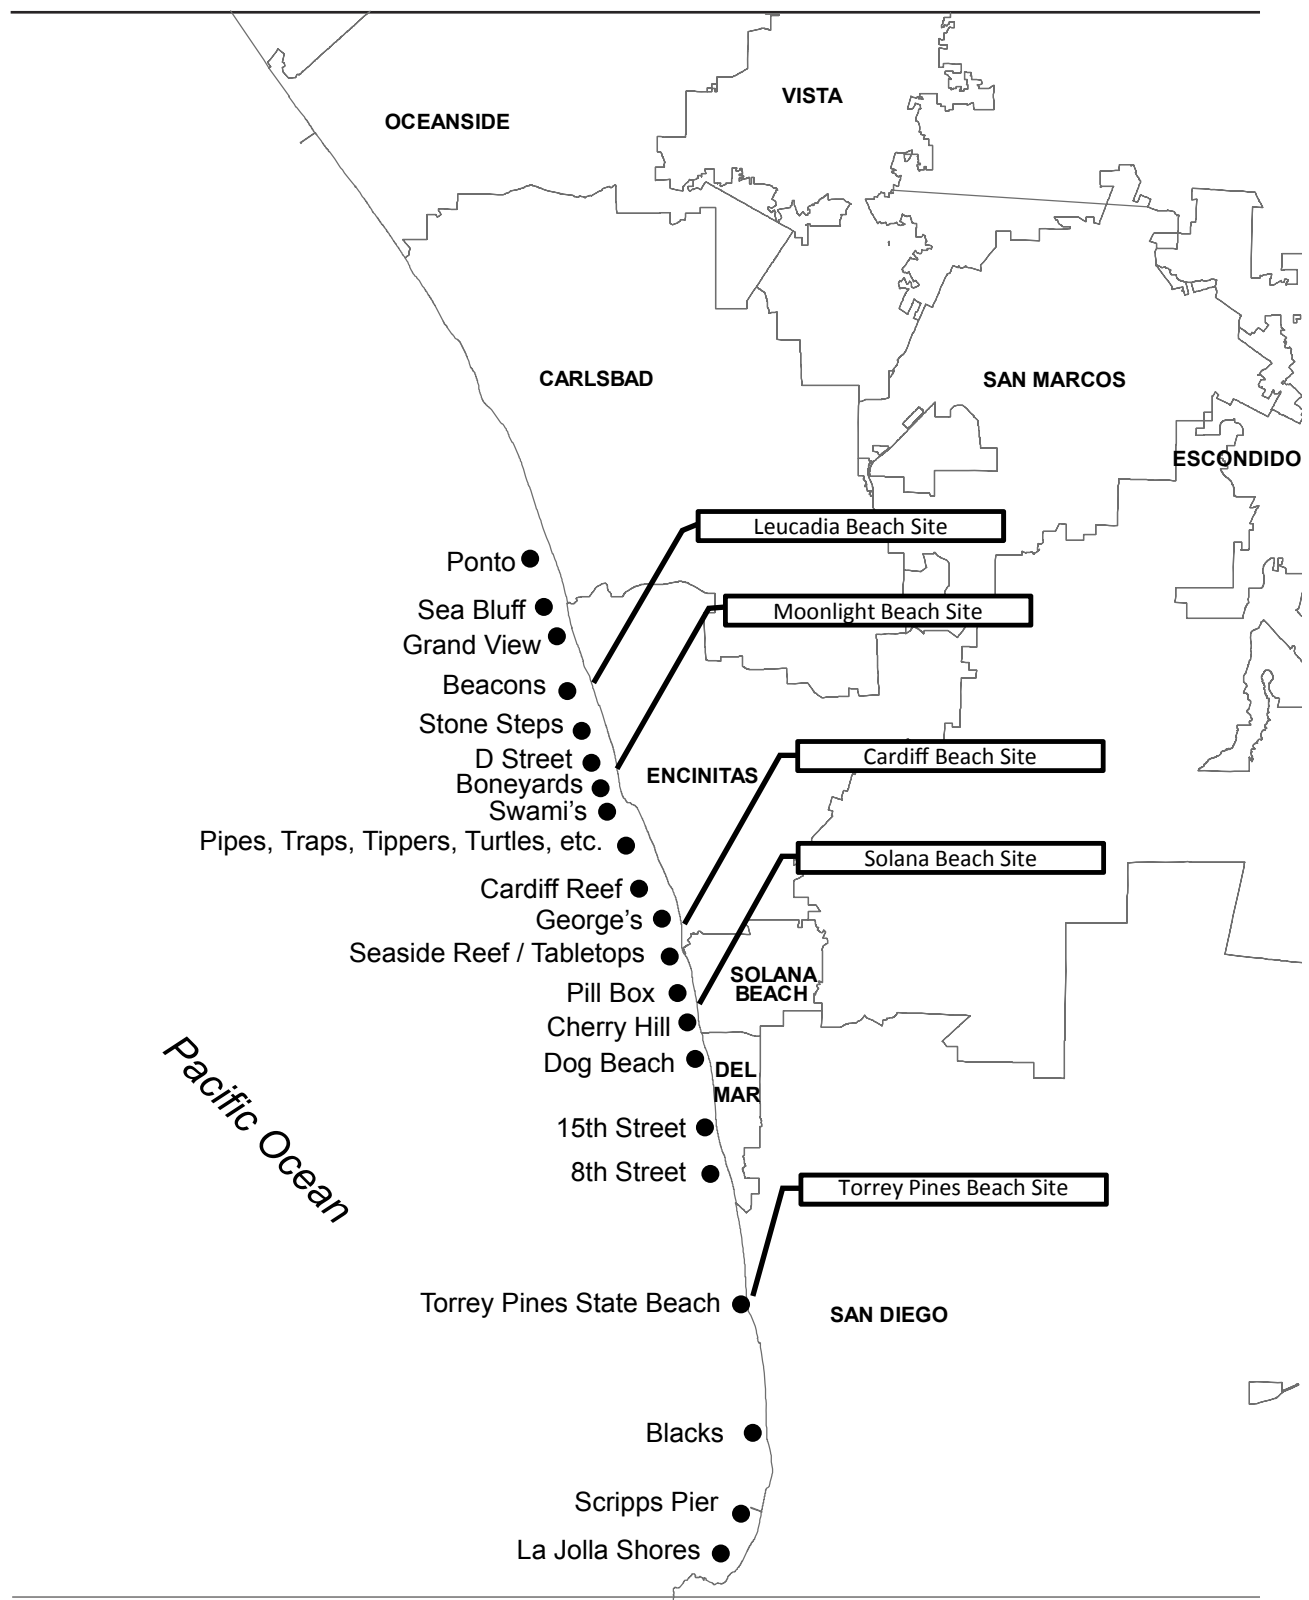 VISTA
OCEANSIDE
CARLSBAD
SAN MARCOS
ESCONDIDO
Leucadia Beach Site
Ponto
Sea Bluff
Moonlight Beach Site
Grand View
Beacons
Stone Steps
D Street
Cardiff Beach Site
ENCINITAS
Boneyards
Swami's
Pipes, Traps, Tippers, Turtles, etc.
Solana Beach Site
Cardiff Reef
George's
Seaside Reef / Tabletops
SOLANA
BEACH
Pill Box
Cherry Hill
Dog Beach
DEL
MAR
Pacific Ocean
15th Street
8th Street
Torrey Pines Beach Site
Torrey Pines State Beach
SAN DIEGO
Blacks
Scripps Pier
La Jolla Shores